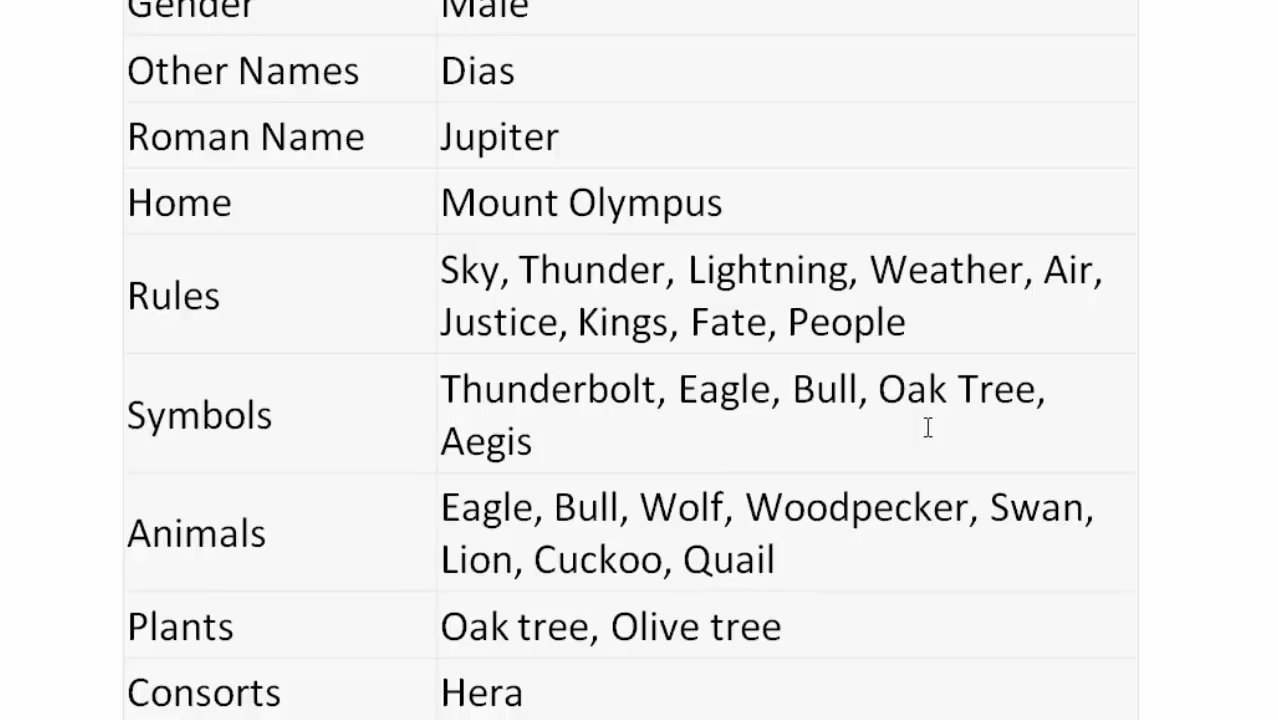 Gender Male
Other Names Dias
Roman Name Jupiter
Home Mount Olympus
Rules Sky, Thunder, Lightning, Weather, Air,
Justice, Kings, Fate, People
Symbols Thunderbolt, Eagle, Bull, Oak Tree,
Aegis
Animals Eagle, Bull, Wolf, Woodpecker, Swan,
Lion, Cuckoo, Quail
Plants Oak tree, Olive tree
Consorts Hera